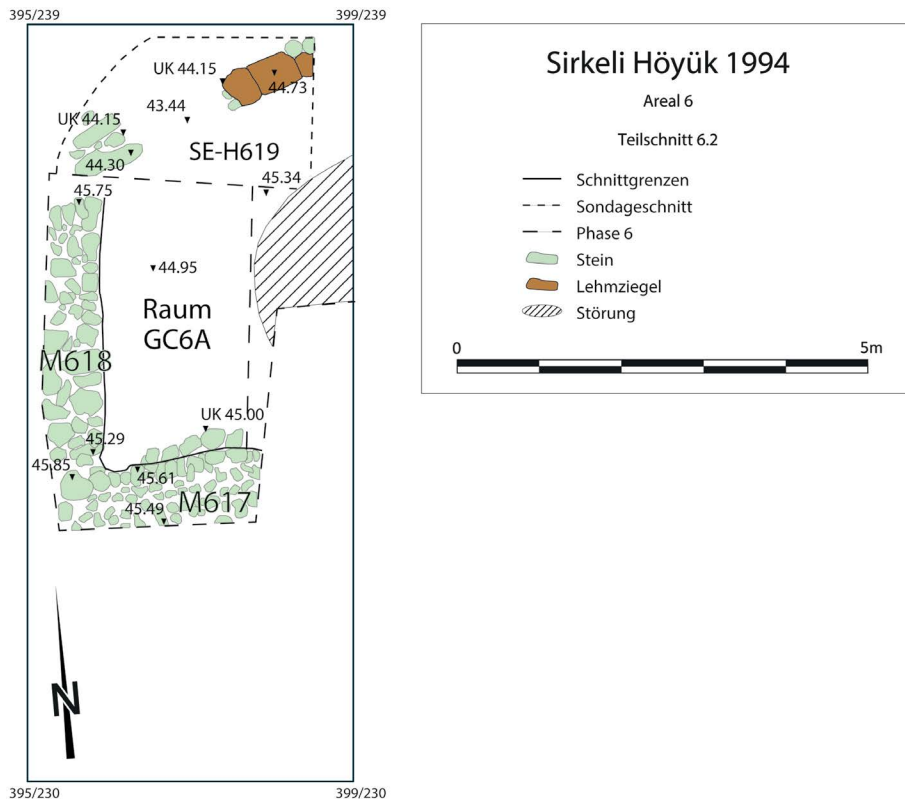 395/239
399/239
UK 44.15
44.73
43.44
UK 44.15
44.30
SE-H619
45.34
45.75
44.95
Raum
GC6A
M618
UK 45.00
45.29
45.85
45.61
M617
45.49
N
395/230
399/230
Sirkeli Höyük 1994
Areal 6
Teilschnitt 6.2
Schnittgrenzen
Sondageschnitt
Phase 6
Stein
Lehmziegel
Störung
0
5m